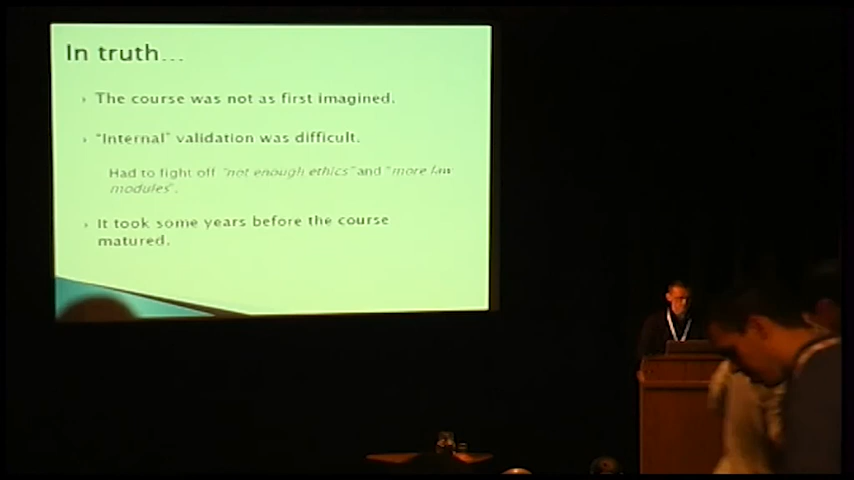 In truth...
The course was not as first imagined.
"Internal" validation was difficult.
Had to fight off "not enough ethics" and "more law
modules".
It took some years before the course
matured.